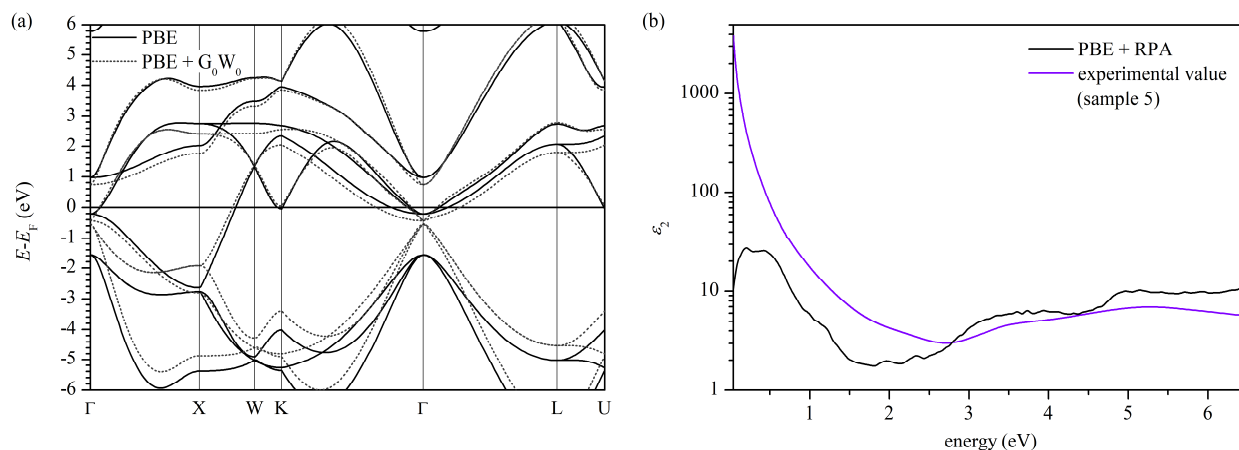 (a)
PBE
PBE + G₀W₀
E-E_F (eV)
6
5
4
3
2
1
0
-1
-2
-3
-4
-5
-6
Γ X W K Γ L U
(b)
PBE + RPA
experimental value
(sample 5)
ε₂
1000
100
10
1
1 2 3 4 5 6
energy (eV)